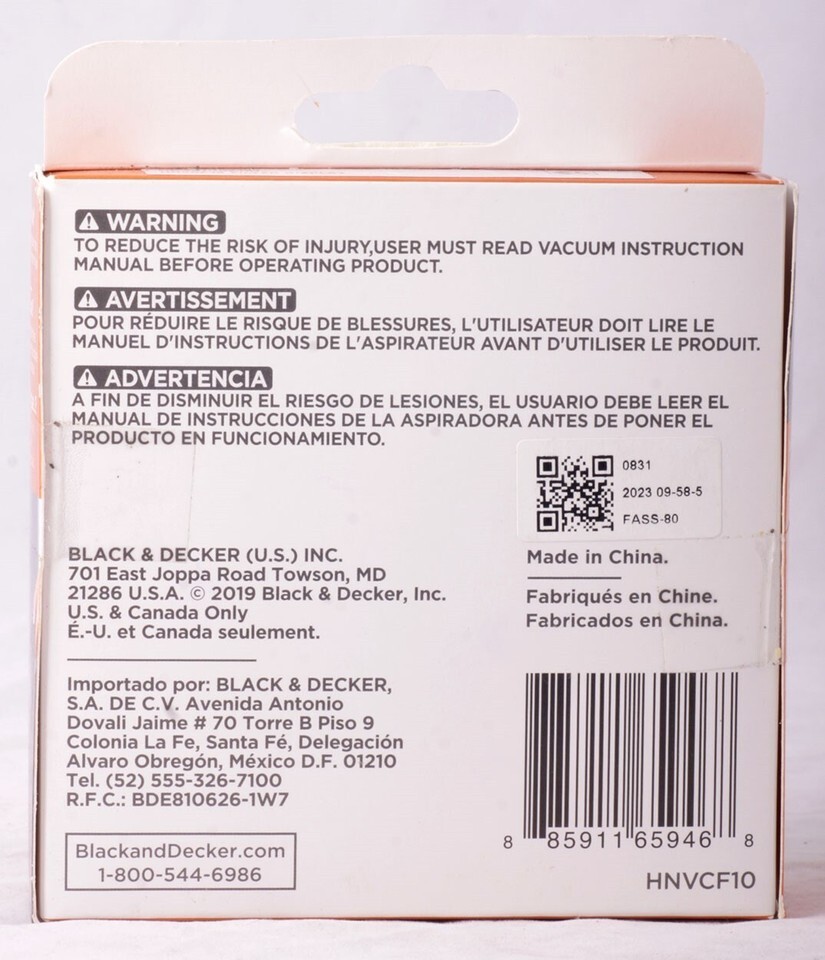 WARNING
TO REDUCE THE RISK OF INJURY,USER MUST READ VACUUM INSTRUCTION
MANUAL BEFORE OPERATING PRODUCT.
AVERTISSEMENT
POUR RÉDUIRE LE RISQUE DE BLESSURES, L'UTILISATEUR DOIT LIRE LE
MANUEL D'INSTRUCTIONS DE L'ASPIRATEUR AVANT D'UTILISER LE PRODUIT.
ADVERTENCIA
A FIN DE DISMINUIR EL RIESGO DE LESIONES, EL USUARIO DEBE LEER EL
MANUAL DE INSTRUCCIONES DE LA ASPIRADORA ANTES DE PONER EL
PRODUCTO EN FUNCIONAMIENTO.
0831
2023 09-58-5
FASS-80
BLACK & DECKER (U.S.) INC.
701 East Joppa Road Towson, MD
21286 U.S.A. © 2019 Black & Decker, Inc.
U.S. & Canada Only
É.-U. et Canada seulement.
Made in China.
Fabriqués en Chine.
Fabricados en China.
Importado por: BLACK & DECKER,
S.A. DE C.V. Avenida Antonio
Dovali Jaime # 70 Torre B Piso 9
Colonia La Fe, Santa Fé, Delegación
Alvaro Obregón, México D.F. 01210
Tel. (52) 555-326-7100
R.F.C.: BDE810626-1W7
BlackandDecker.com
1-800-544-6986
8 85911 65946 8
HNVCF10